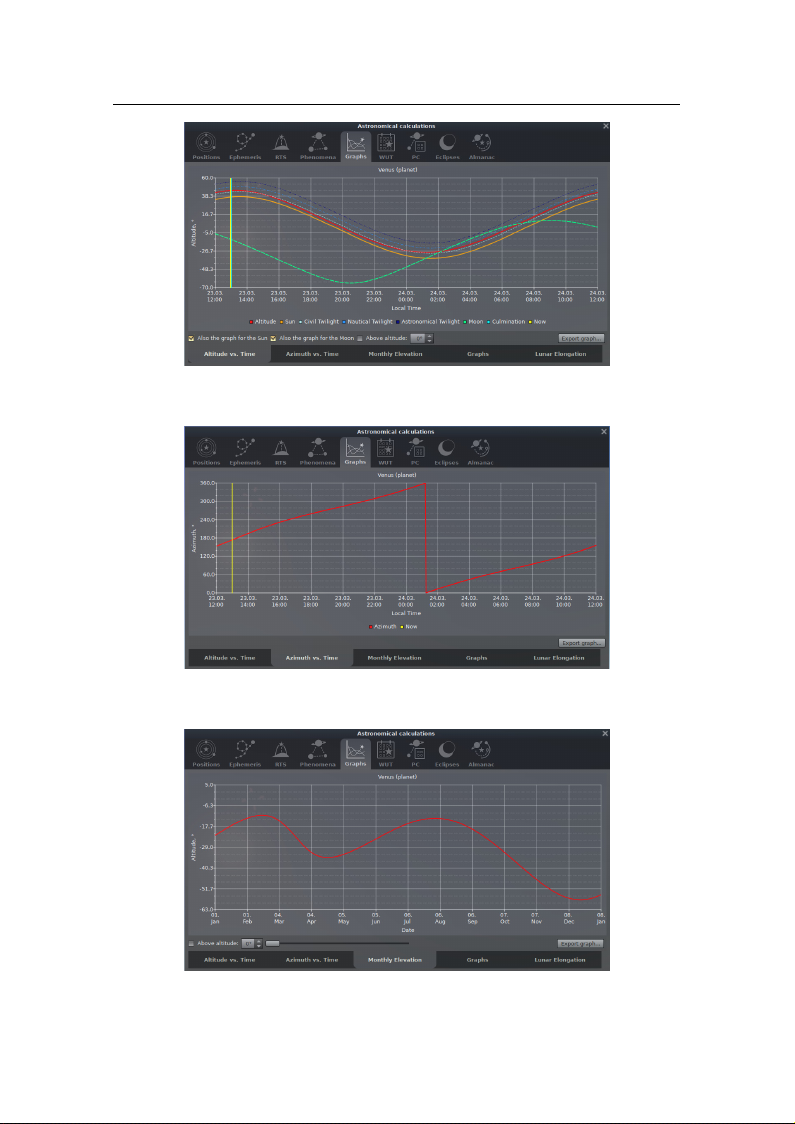 Astronomical calculations
Positions Ephemeris RTS Phenomena Graphs WUT PC Eclipses Almanac
Venus (planet)
Altitude, °
60.0
38.3
16.7
-5.0
-26.7
-48.3
-70.0
23.03. 23.03. 23.03. 23.03. 23.03. 23.03. 24.03. 24.03. 24.03. 24.03. 24.03. 24.03. 24.03.
12:00 14:00 16:00 18:00 20:00 22:00 00:00 02:00 04:00 06:00 08:00 10:00 12:00
Local Time
Altitude Sun Civil Twilight Nautical Twilight Astronomical Twilight Moon Culmination Now
Also the graph for the Sun Also the graph for the Moon Above altitude: 0° Export graph...
Altitude vs. Time Azimuth vs. Time Monthly Elevation Graphs Lunar Elongation
Astronomical calculations
Positions Ephemeris RTS Phenomena Graphs WUT PC Eclipses Almanac
Venus (planet)
Azimuth, °
360.0
300.0
240.0
180.0
120.0
60.0
0.0
23.03. 23.03. 23.03. 23.03. 23.03. 23.03. 24.03. 24.03. 24.03. 24.03. 24.03. 24.03. 24.03.
12:00 14:00 16:00 18:00 20:00 22:00 00:00 02:00 04:00 06:00 08:00 10:00 12:00
Local Time
Azimuth Now
Export graph...
Altitude vs. Time Azimuth vs. Time Monthly Elevation Graphs Lunar Elongation
Astronomical calculations
Positions Ephemeris RTS Phenomena Graphs WUT PC Eclipses Almanac
Venus (planet)
Altitude, °
5.0
-6.3
-17.7
-29.0
-40.3
-51.7
-63.0
01. 01. 04. 04. 05. 05. 06. 06. 06. 07. 07. 08. 08.
Jan Feb Mar Apr May Jun Jul Aug Sep Oct Nov Dec Jan
Date
Above altitude: 0° Export graph...
Altitude vs. Time Azimuth vs. Time Monthly Elevation Graphs Lunar Elongation